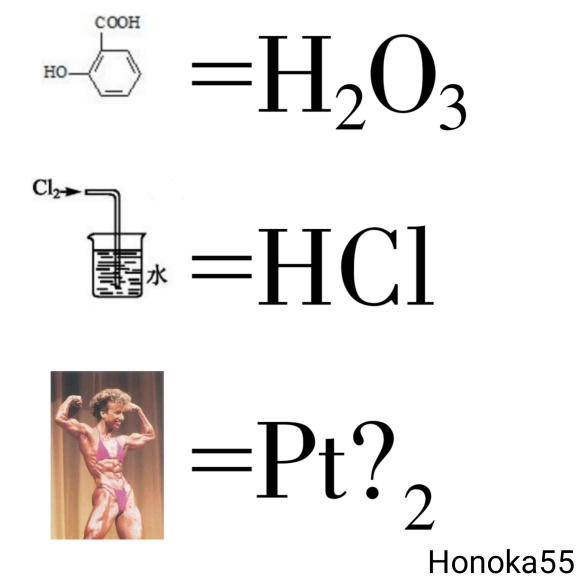 COOH
HO
=H₂O₃
Cl₂→
水
=HCl
=Pt?₂
Honoka55